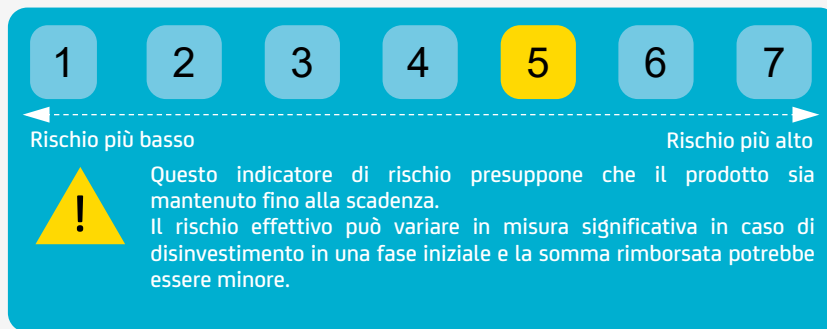 1 2 3 4 5 6 7
Rischio più basso Rischio più alto
!
Questo indicatore di rischio presuppone che il prodotto sia
mantenuto fino alla scadenza.
Il rischio effettivo può variare in misura significativa in caso di
disinvestimento in una fase iniziale e la somma rimborsata potrebbe
essere minore.